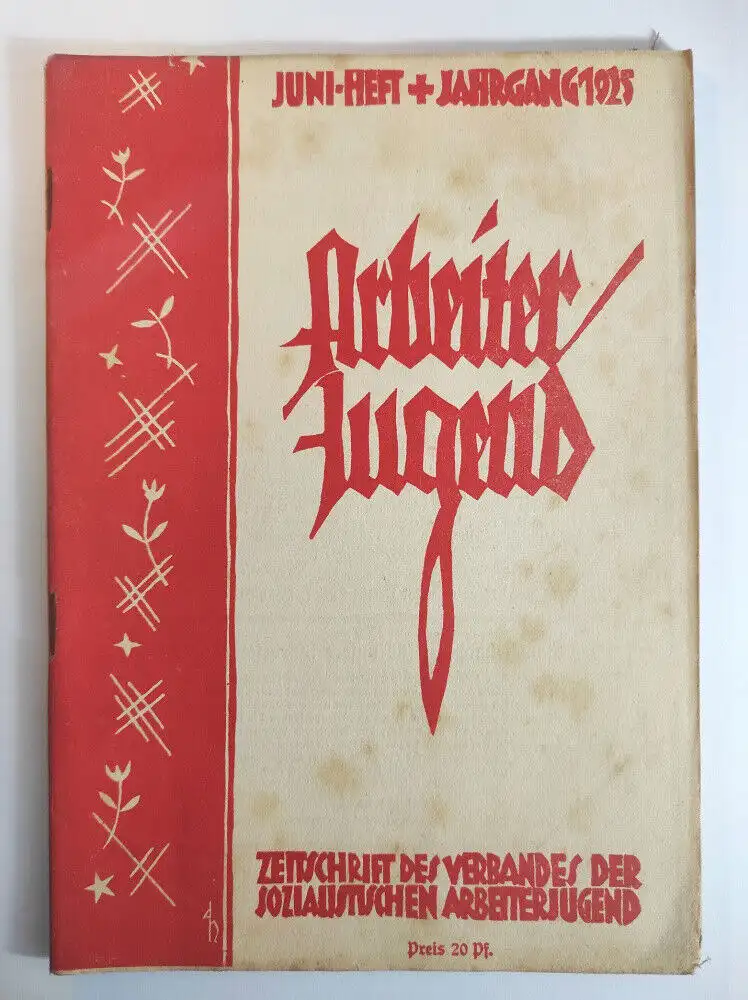 JUNI-HEFT + JAHRGANG 1925
Arbeiter
Jugend
ZEITSCHRIFT DES VERBANDES DER
SOZIALISTISCHEN ARBEITERJUGEND
Preis 20 Pf.